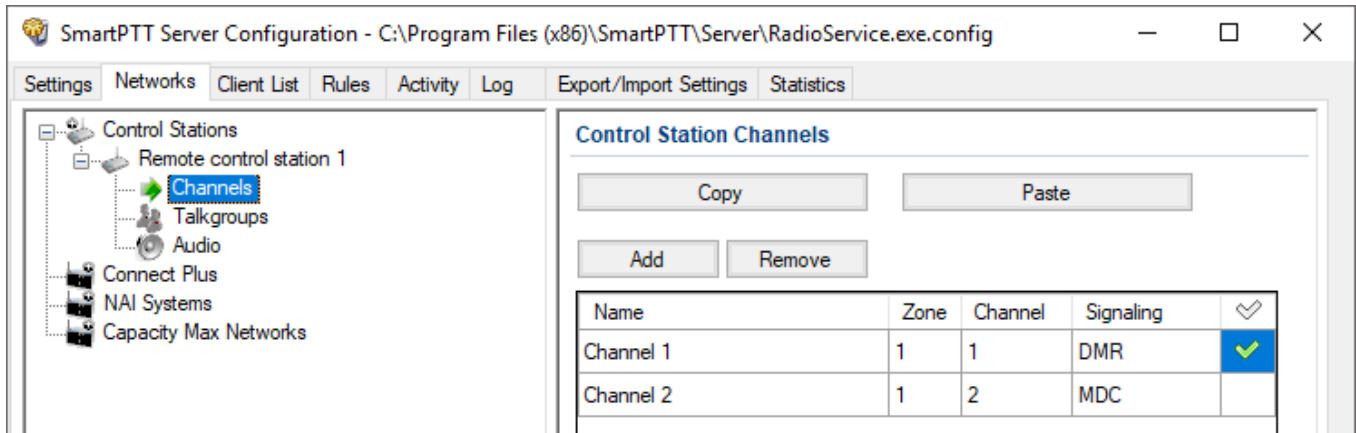 SmartPTT Server Configuration - C:\Program Files (x86)\SmartPTT\Server\RadioService.exe.config
Settings Networks Client List Rules Activity Log Export/Import Settings Statistics
Control Stations
Remote control station 1
Channels
Talkgroups
Audio
Connect Plus
NAI Systems
Capacity Max Networks
Control Station Channels
Copy Paste
Add Remove
Name Zone Channel Signaling
Channel 1 1 1 DMR
Channel 2 1 2 MDC